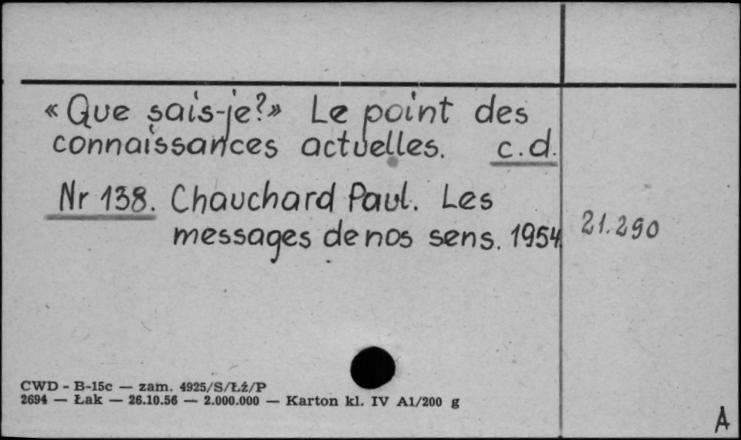 « Que sais-je?» Le point des
connaissances actuelles. c.d.
Nr 138. Chauchard Paul. Les
messages de nos sens. 1954. 21.290
CWD - B-15c — zam. 4925/S/Łź/P
2694 — Łak — 26.10.56 — 2.000.000 — Karton kl. IV A1/200 g
A